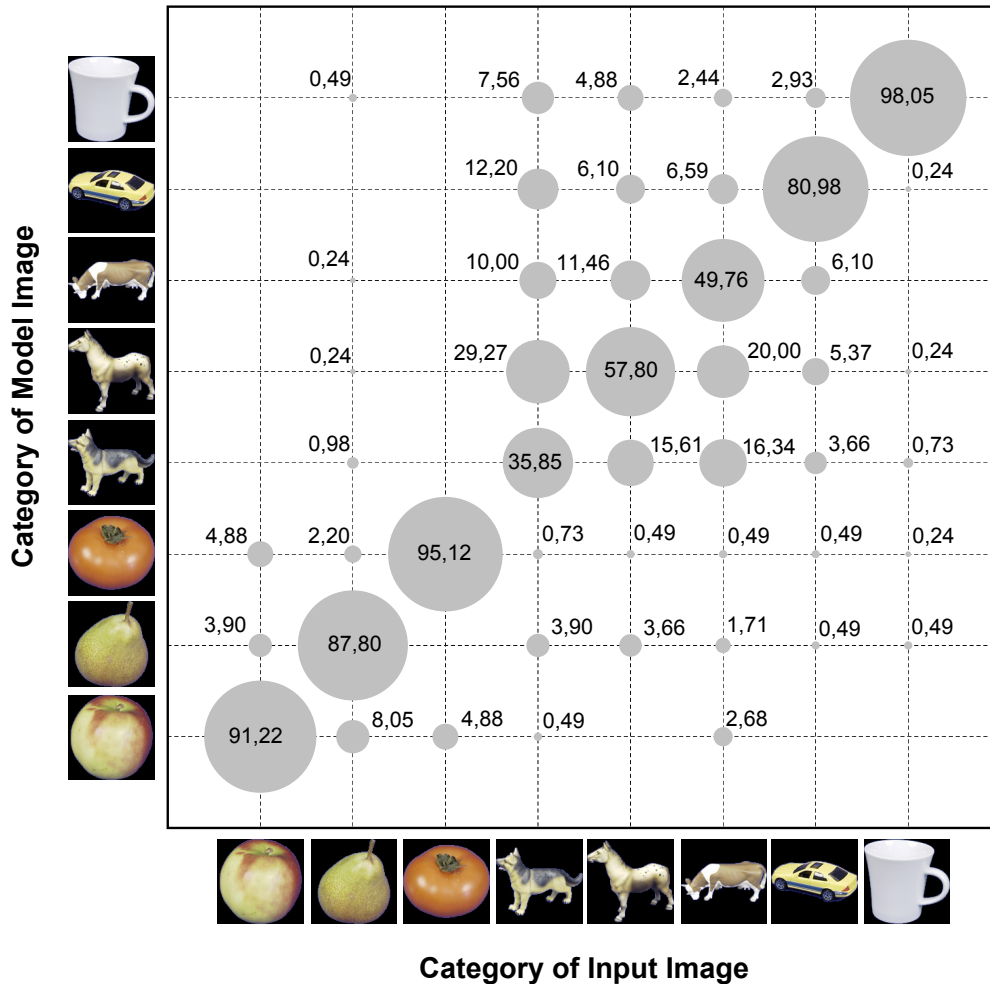 0,49 7,56 4,88 2,44 2,93 98,05
12,20 6,10 6,59 80,98 0,24
0,24 10,00 11,46 49,76 6,10
0,24 29,27 57,80 20,00 5,37 0,24
0,98 35,85 15,61 16,34 3,66 0,73
4,88 2,20 95,12 0,73 0,49 0,49 0,49 0,24
3,90 87,80 3,90 3,66 1,71 0,49 0,49
91,22 8,05 4,88 0,49 2,68
Category of Model Image
Category of Input Image